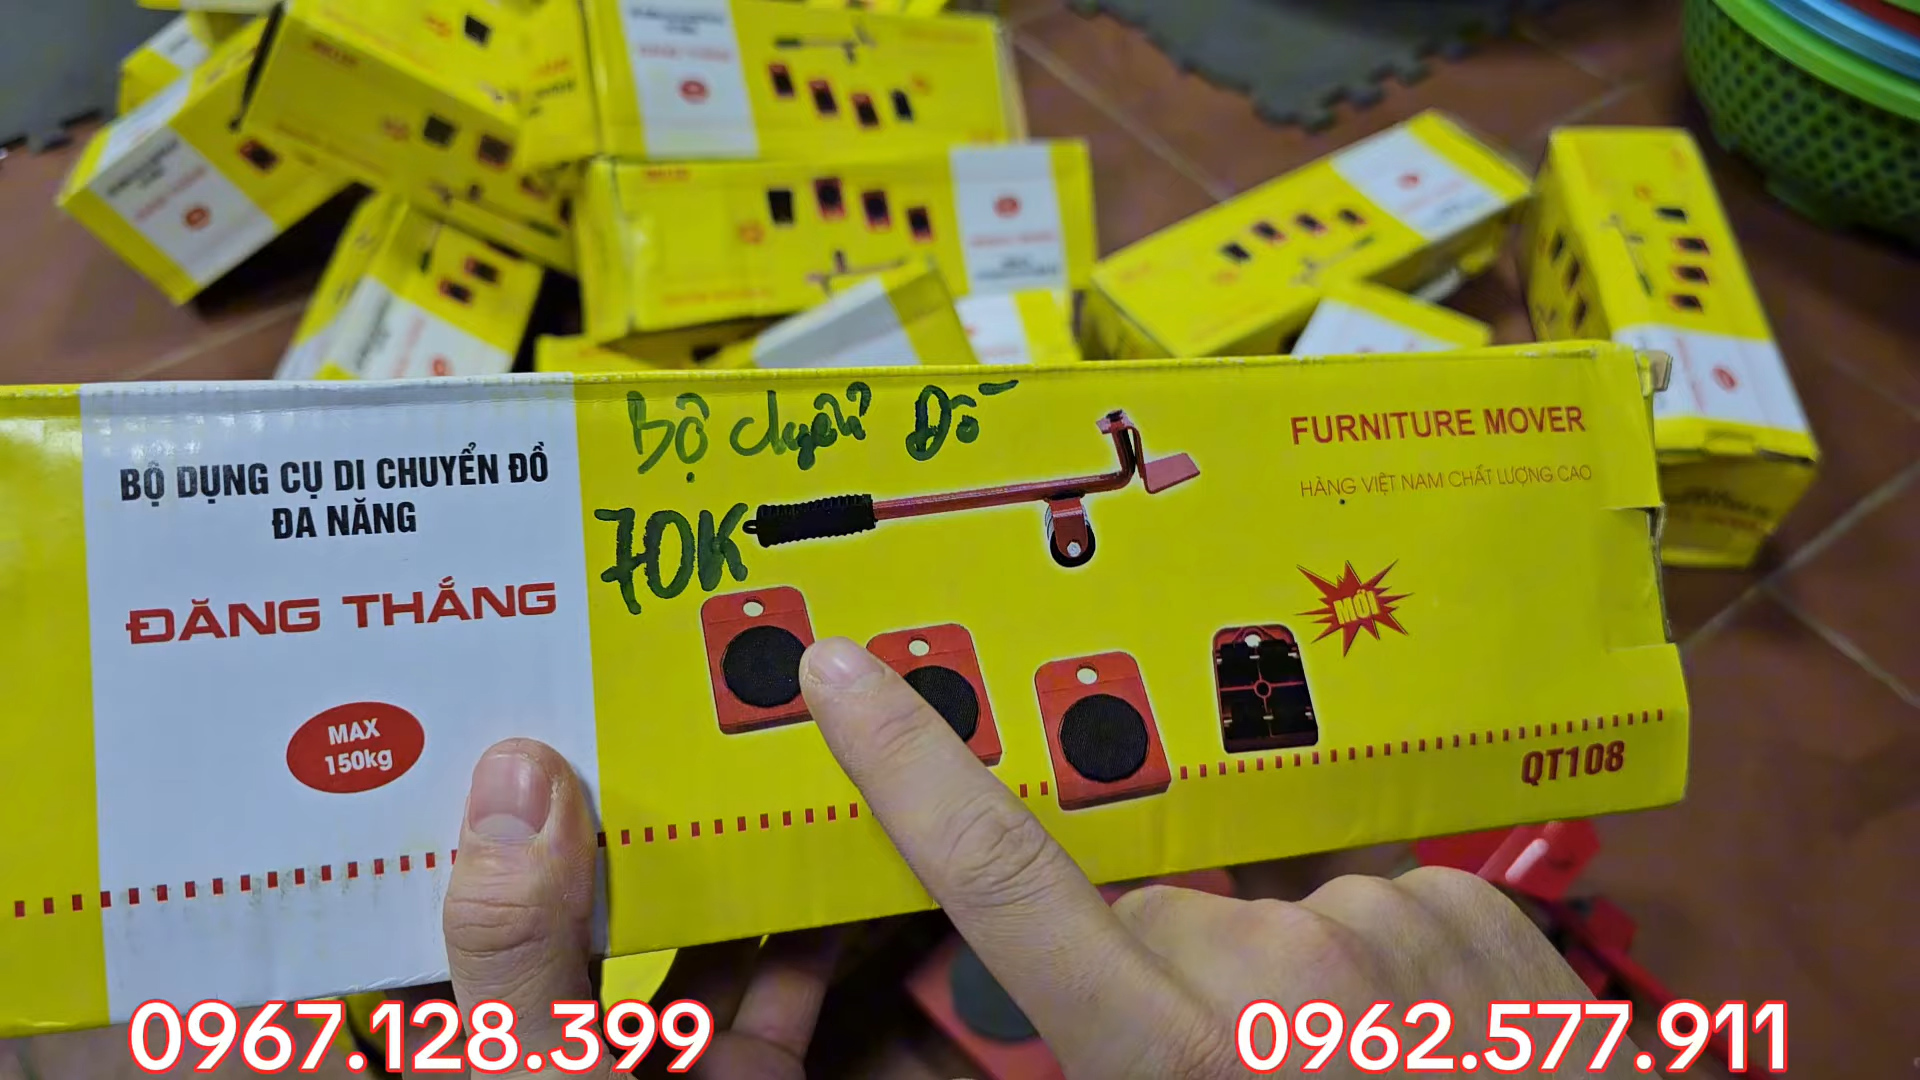 BỘ DỤNG CỤ DI CHUYỂN ĐỒ
ĐA NĂNG
ĐĂNG THẮNG
MAX
150kg
Bộ chuyển Đồ
70K
FURNITURE MOVER
HÀNG VIỆT NAM CHẤT LƯỢNG CAO
MỚI
QT108
0967.128.399
0962.577.911